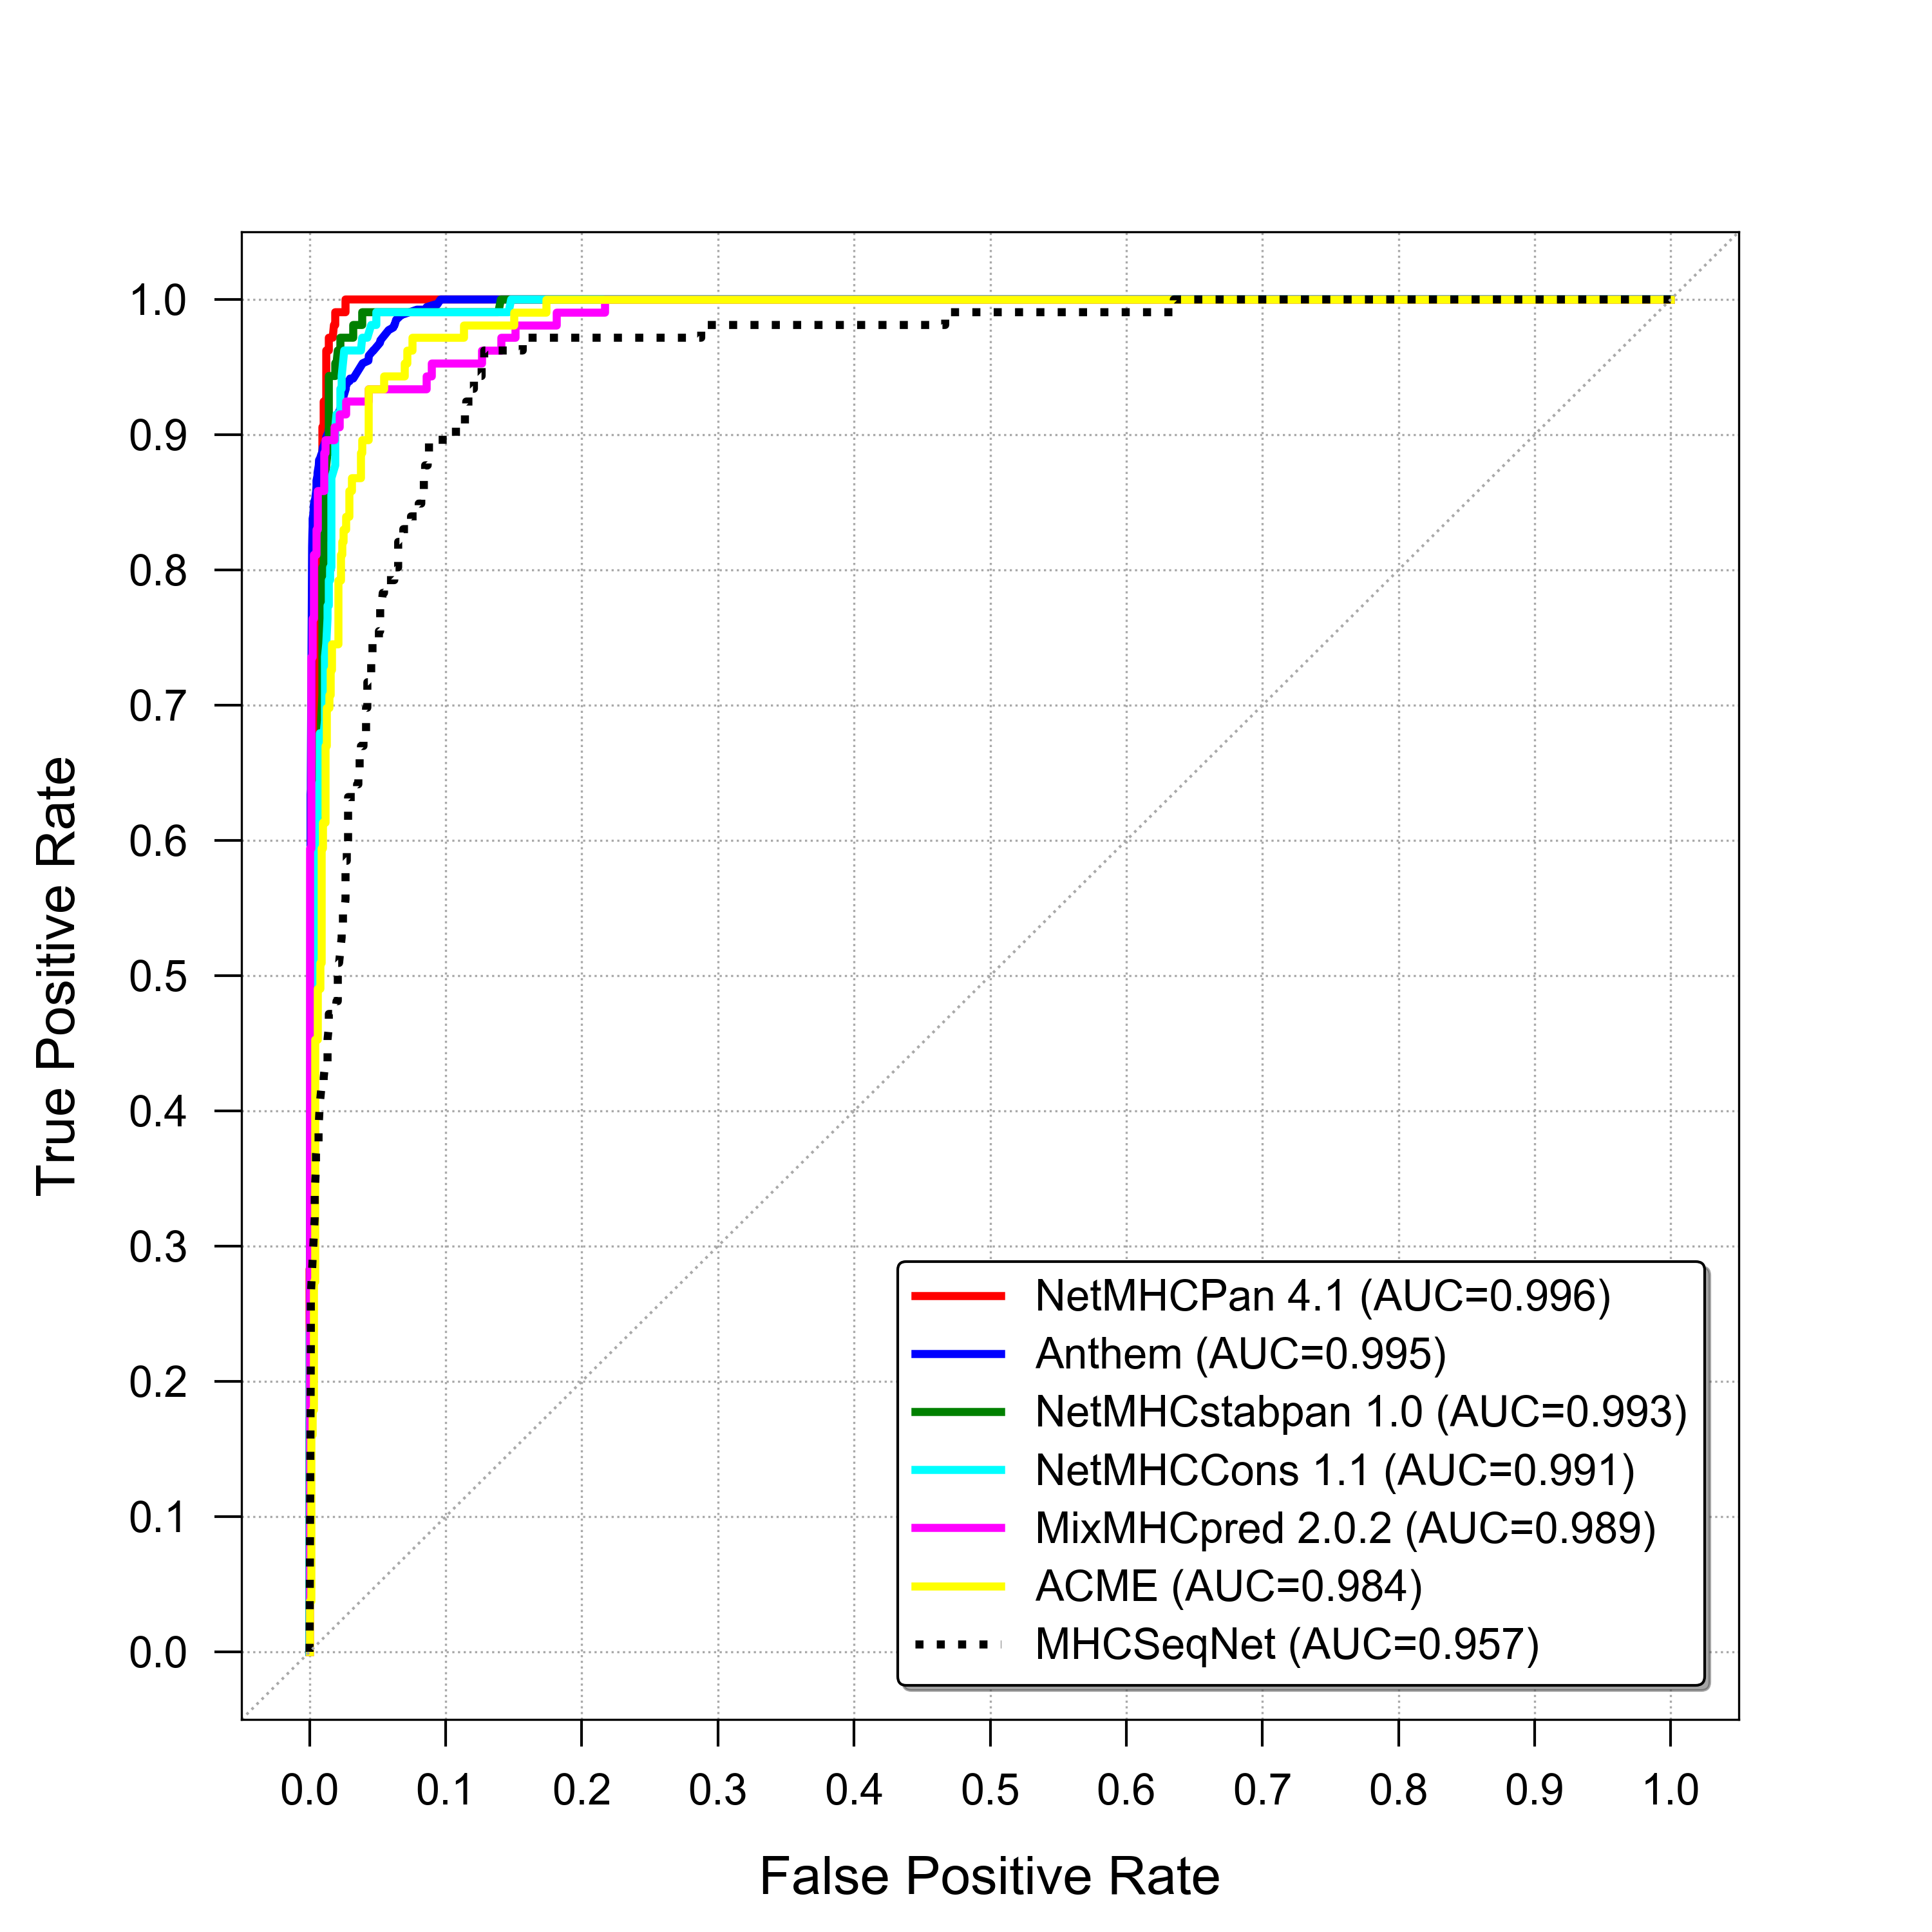 1.0
0.9
0.8
0.7
0.6
0.5
0.4
0.3
0.2
0.1
0.0
True Positive Rate
NetMHCPan 4.1 (AUC=0.996)
Anthem (AUC=0.995)
NetMHCstabpan 1.0 (AUC=0.993)
NetMHCCons 1.1 (AUC=0.991)
MixMHCpred 2.0.2 (AUC=0.989)
ACME (AUC=0.984)
MHCSeqNet (AUC=0.957)
0.0 0.1 0.2 0.3 0.4 0.5 0.6 0.7 0.8 0.9 1.0
False Positive Rate